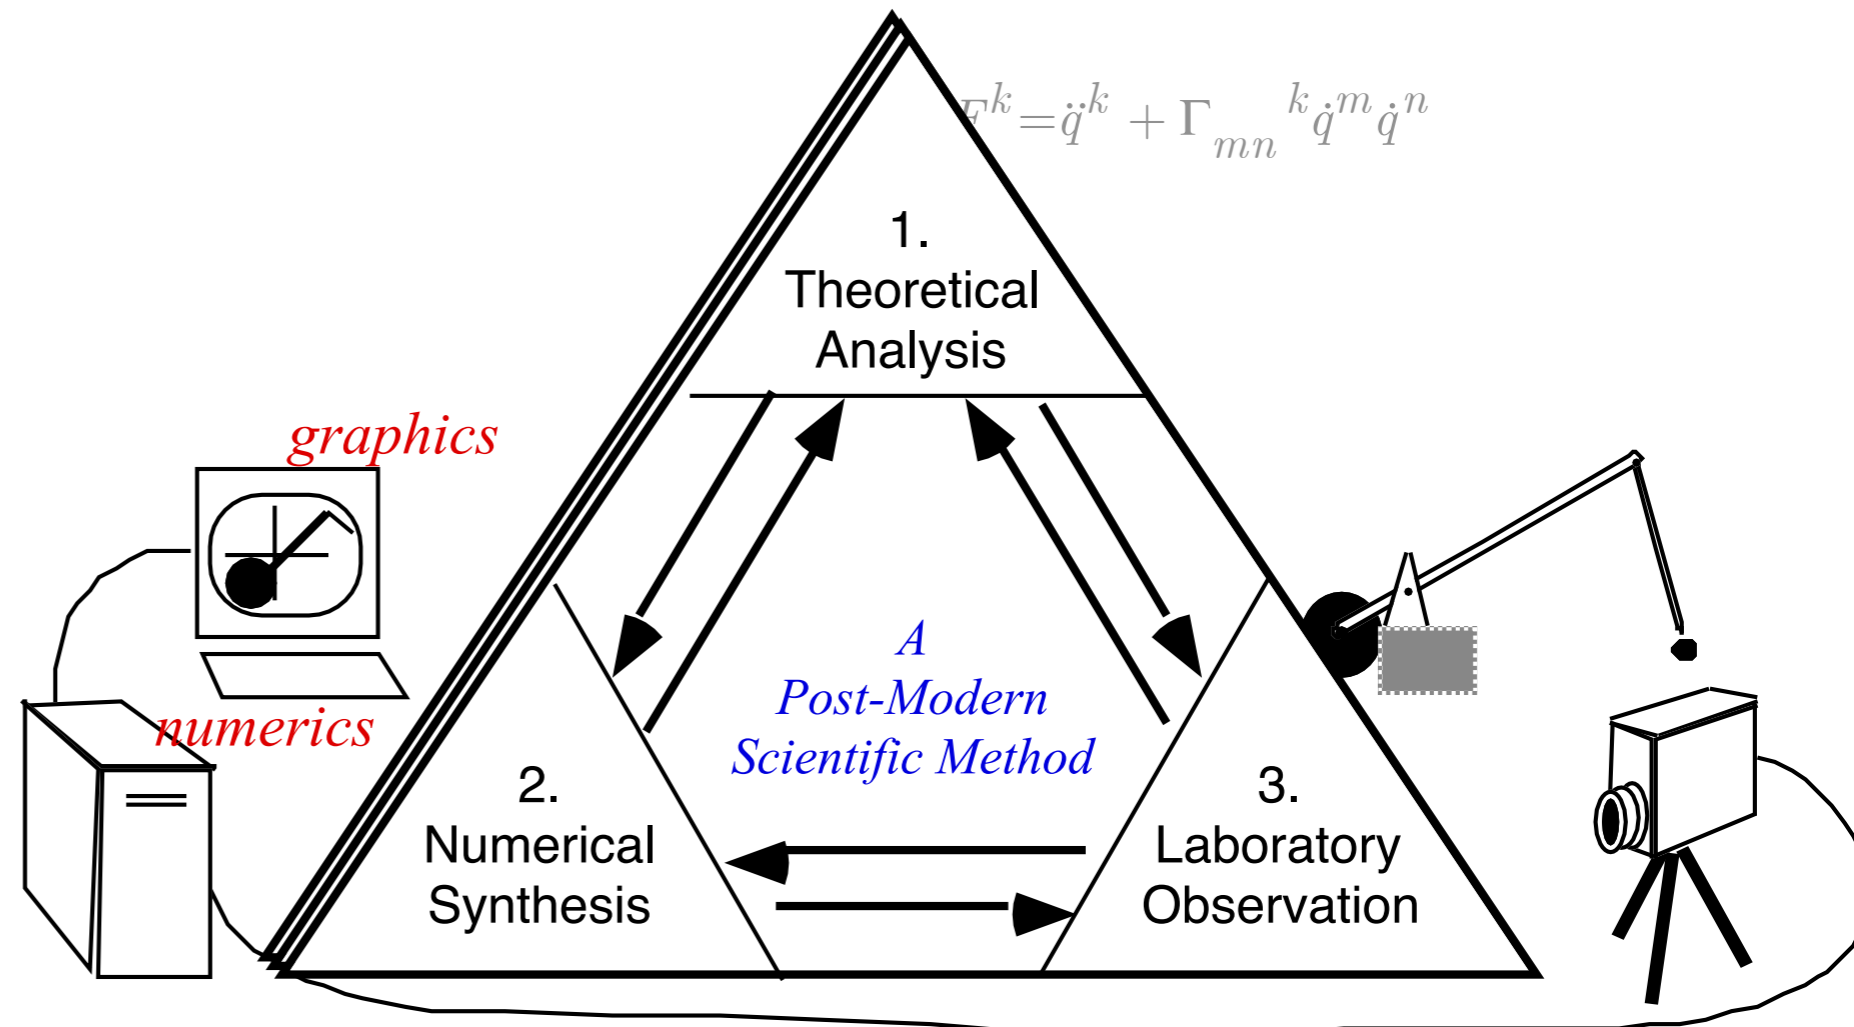 F^k = q̈^k + Γ_mn^k q̇^m q̇^n
1.
Theoretical
Analysis
graphics
numerics
A
Post-Modern
Scientific Method
2.
Numerical
Synthesis
3.
Laboratory
Observation